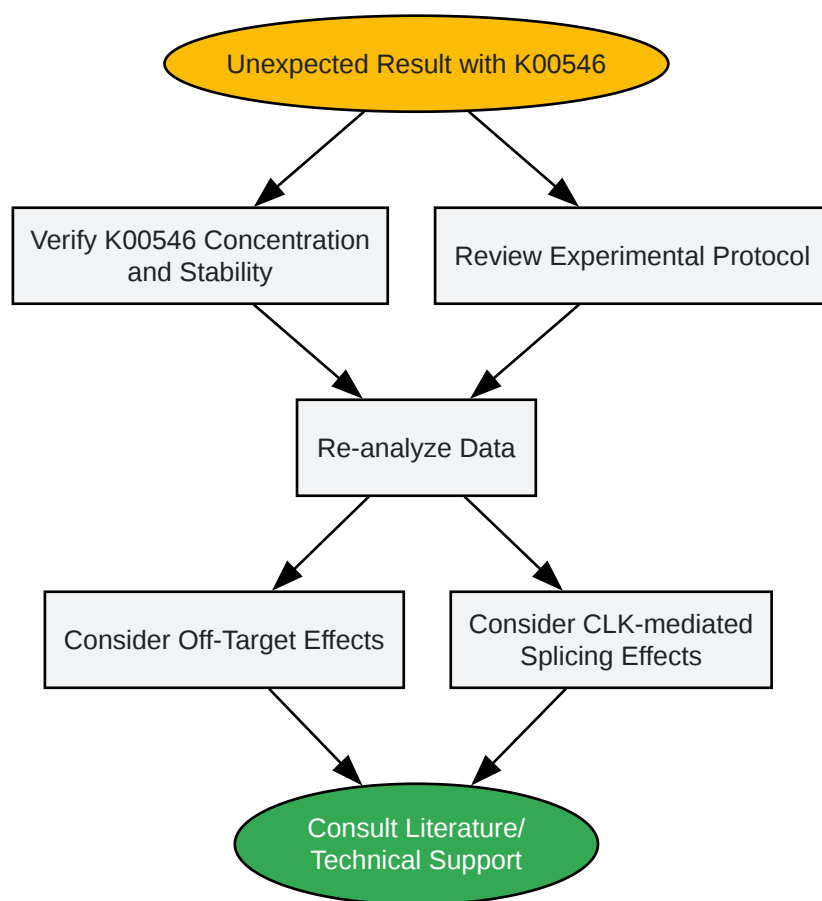 Unexpected Result with K00546
Verify K00546 Concentration
and Stability
Review Experimental Protocol
Re-analyze Data
Consider Off-Target Effects
Consider CLK-mediated
Splicing Effects
Consult Literature/
Technical Support